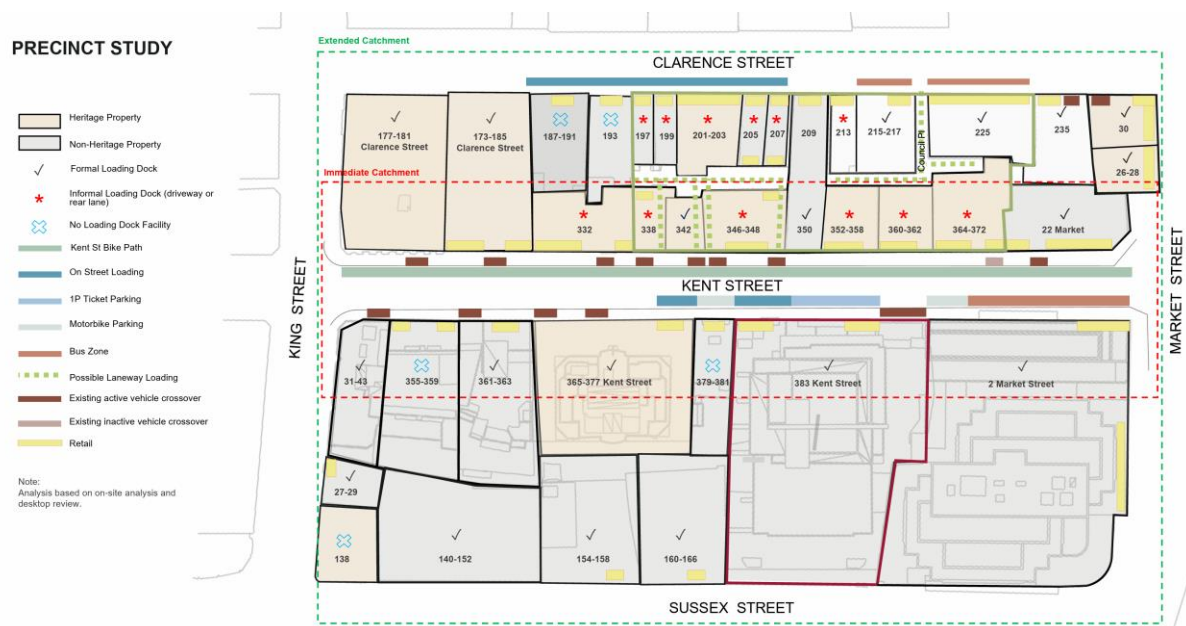 PRECINCT STUDY
Heritage Property
Non-Heritage Property
Formal Loading Dock
Informal Loading Dock (driveway or
rear lane)
No Loading Dock Facility
Kent St Bike Path
On Street Loading
1P Ticket Parking
Motorbike Parking
Bus Zone
Possible Laneway Loading
Existing active vehicle crossover
Existing inactive vehicle crossover
Retail
Note:
Analysis based on on-site analysis and
desktop review.
Extended Catchment
CLARENCE STREET
177-181
Clarence Street
173-185
Clarence Street
187-191
193
197
199
201-203
205
207
209
213
215-217
Council Pl
225
235
30
26-28
Immediate Catchment
332
338
342
346-348
350
352-358
360-362
364-372
22 Market
KING STREET
KENT STREET
MARKET STREET
31-43
355-359
361-363
365-377 Kent Street
379-381
383 Kent Street
2 Market Street
27-29
138
140-152
154-158
160-166
SUSSEX STREET